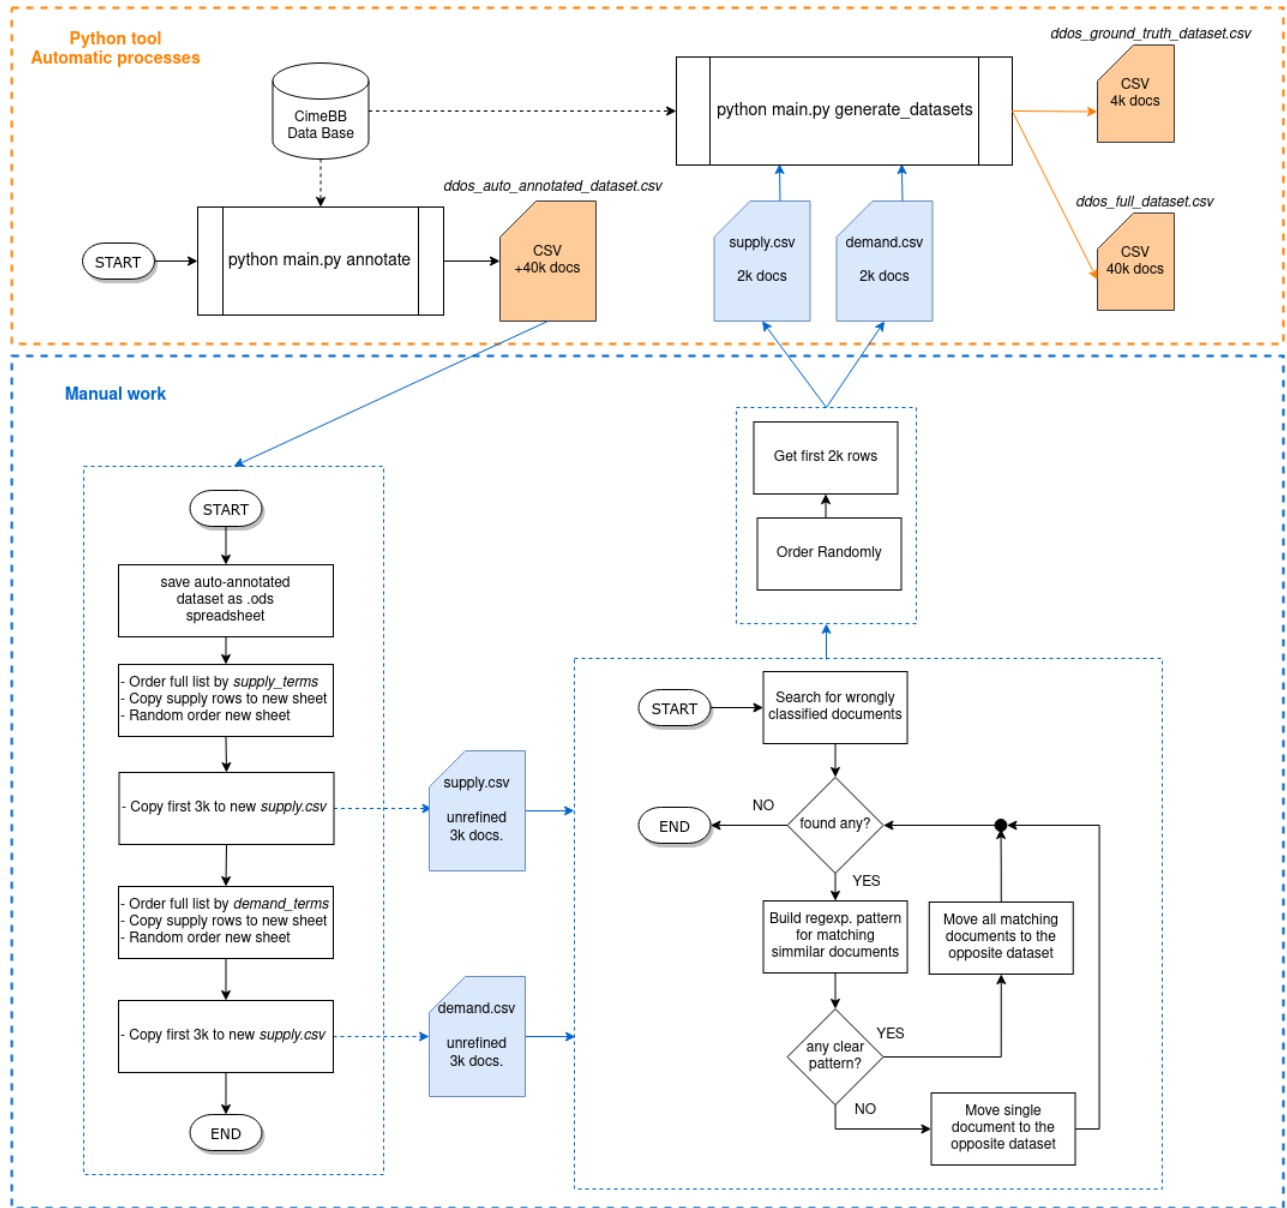 Python tool
Automatic processes
ddos_ground_truth_dataset.csv
CSV
4k docs
CimeBB
Data Base
python main.py generate_datasets
ddos_auto_annotated_dataset.csv
ddos_full_dataset.csv
START
python main.py annotate
CSV
+40k docs
supply.csv
2k docs
demand.csv
2k docs
CSV
40k docs
Manual work
START
save auto-annotated
dataset as .ods
spreadsheet
- Order full list by supply_terms
- Copy supply rows to new sheet
- Random order new sheet
- Copy first 3k to new supply.csv
- Order full list by demand_terms
- Copy supply rows to new sheet
- Random order new sheet
- Copy first 3k to new supply.csv
END
supply.csv
unrefined
3k docs.
demand.csv
unrefined
3k docs.
Get first 2k rows
Order Randomly
START
Search for wrongly
classified documents
found any?
NO
END
YES
Build regexp. pattern
for matching
simmilar documents
Move all matching
documents to the
opposite dataset
any clear
pattern?
YES
NO
Move single
document to the
opposite dataset